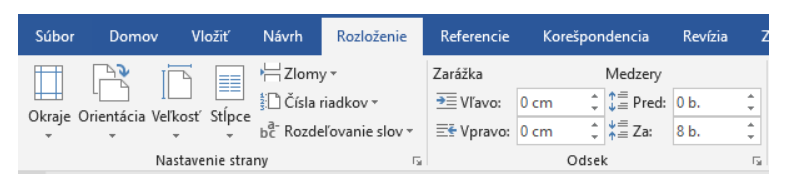 Súbor Domov Vložiť Návrh Rozloženie Referencie Korešpondencia Revízia Z
Okraje Orientácia Veľkosť Stĺpce
Zlomy
Čísla riadkov
Rozdeľovanie slov
Nastavenie strany
Zarážka Medzery
Vľavo: 0 cm Pred: 0 b.
Vpravo: 0 cm Za: 8 b.
Odsek